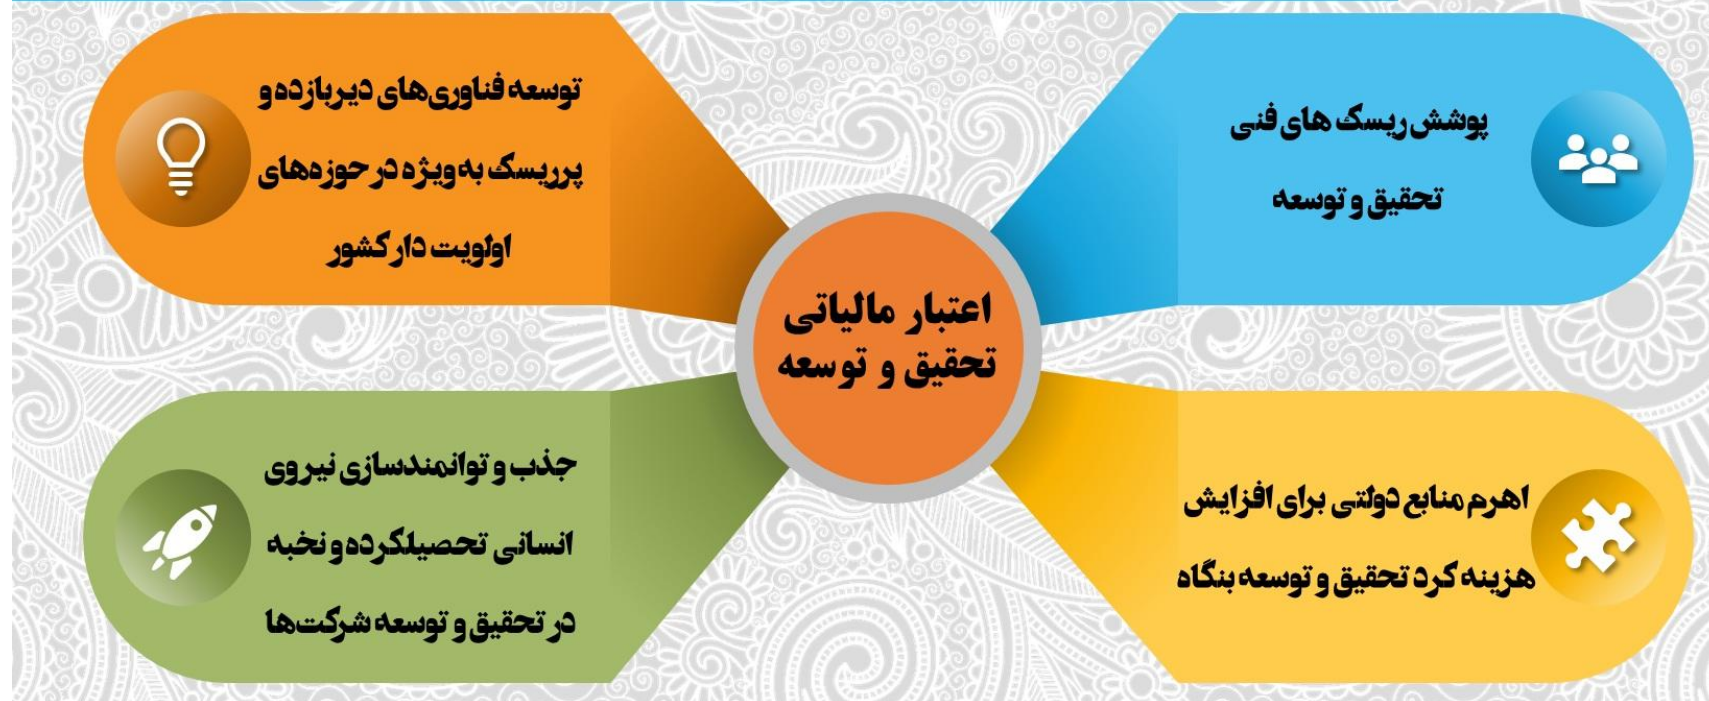 پوشش ریسک های فنی
تحقیق و توسعه
توسعه فناوری‌های دیربازده و
پرریسک به‌ویژه در حوزه‌های
اولویت دار کشور
اعتبار مالیاتی
تحقیق و توسعه
اهرم منابع دولتی برای افزایش
هزینه کرد تحقیق و توسعه بنگاه
جذب و توانمندسازی نیروی
انسانی تحصیلکرده و نخبه
در تحقیق و توسعه شرکت‌ها